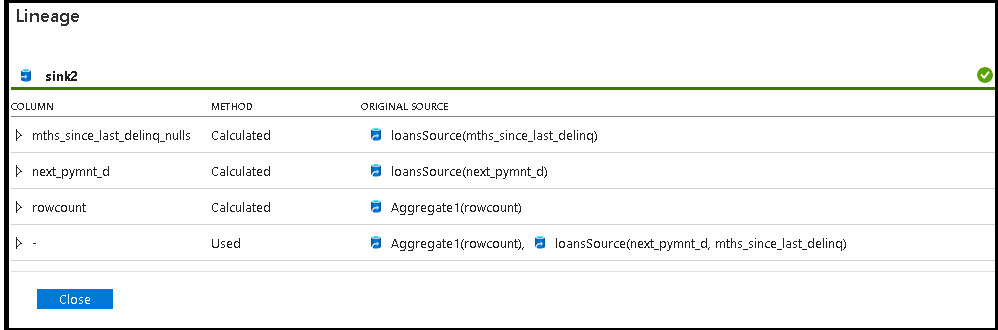 Lineage
sink2
COLUMN METHOD ORIGINAL SOURCE
mths_since_last_delinq_nulls Calculated loansSource(mths_since_last_delinq)
next_pymnt_d Calculated loansSource(next_pymnt_d)
rowcount Calculated Aggregate1(rowcount)
- Used Aggregate1(rowcount), loansSource(next_pymnt_d, mths_since_last_delinq)
Close